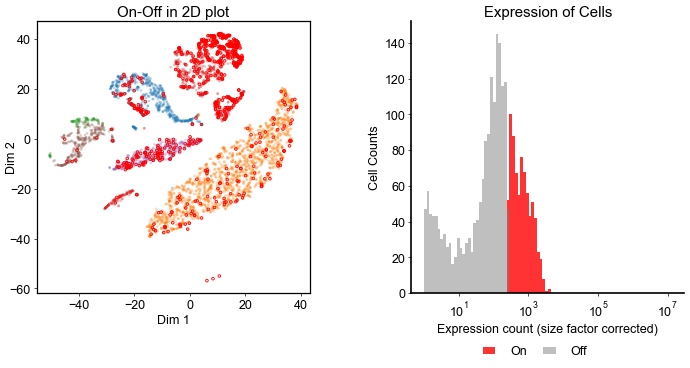 On-Off in 2D plot
Expression of Cells
40
20
0
−20
−40
−60
Dim 2
−40
−20
0
20
40
Dim 1
140
120
100
80
60
40
20
0
Cell Counts
10^1
10^3
10^5
10^7
Expression count (size factor corrected)
On
Off